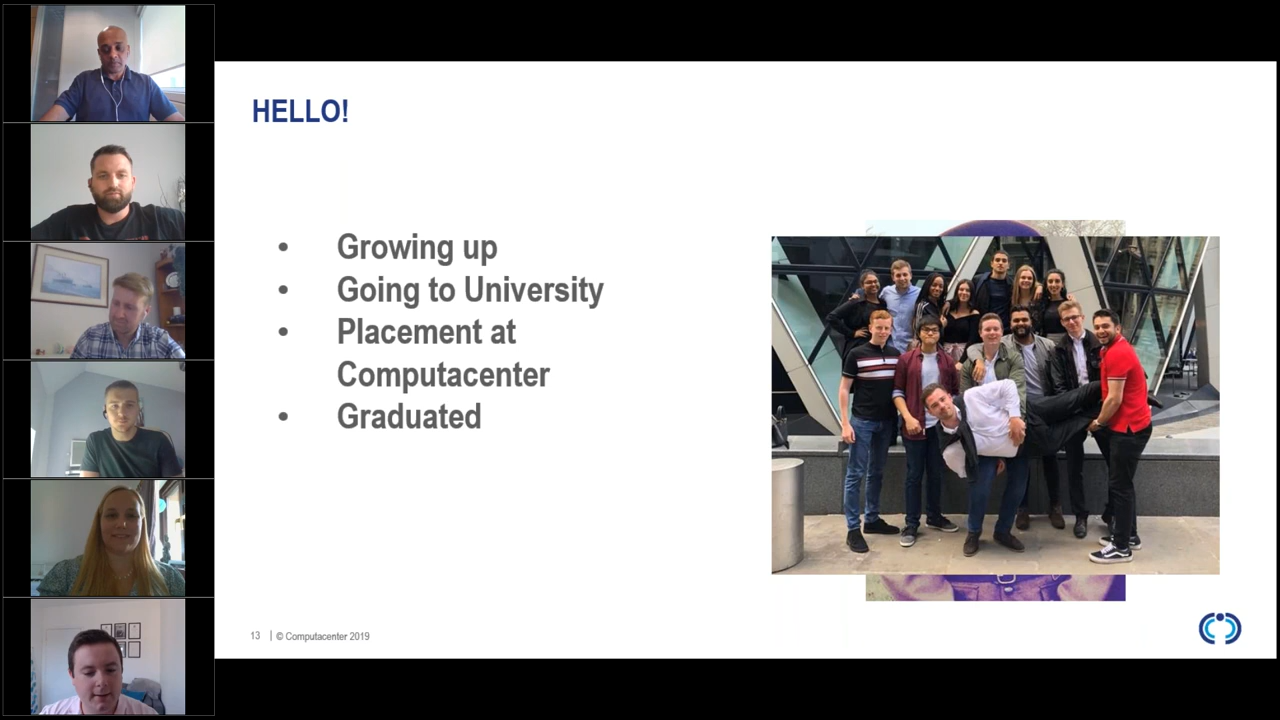 HELLO!
• Growing up
• Going to University
• Placement at
Computacenter
• Graduated
13 | © Computacenter 2019